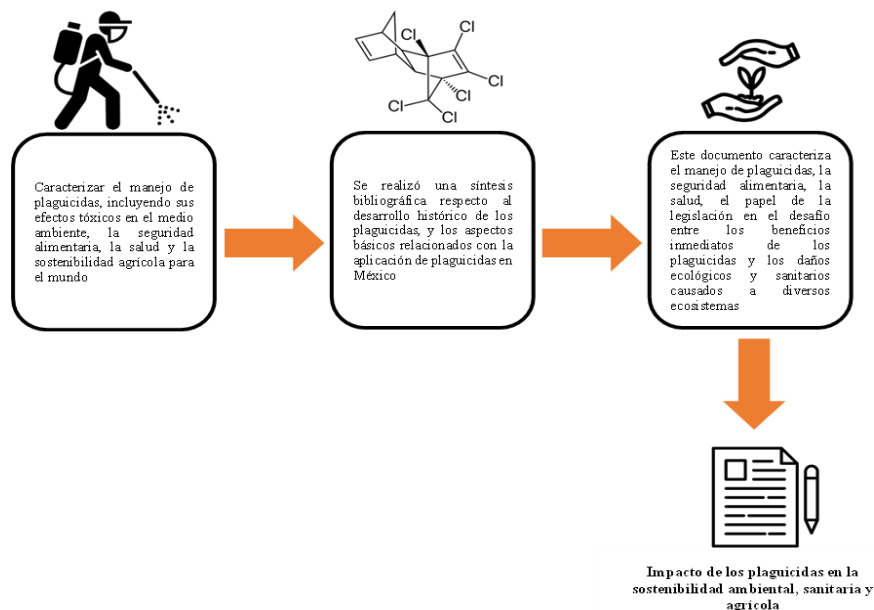 Cl
Cl
Cl
Cl
Cl
Cl
Caracterizar el manejo de
plaguicidas, incluyendo sus
efectos tóxicos en el medio
ambiente, la seguridad
alimentaria, la salud y la
sostenibilidad agrícola para
el mundo
Se realizó una síntesis
bibliográfica respecto al
desarrollo histórico de los
plaguicidas, y los aspectos
básicos relacionados con la
aplicación de plaguicidas en
México
Este documento caracteriza
el manejo de plaguicidas, la
seguridad alimentaria, la
salud, el papel de la
legislación en el desafío
entre los beneficios
inmediatos de los
plaguicidas y los daños
ecológicos y sanitarios
causados a diversos
ecosistemas
Impacto de los plaguicidas en la
sostenibilidad ambiental, sanitaria y
agrícola